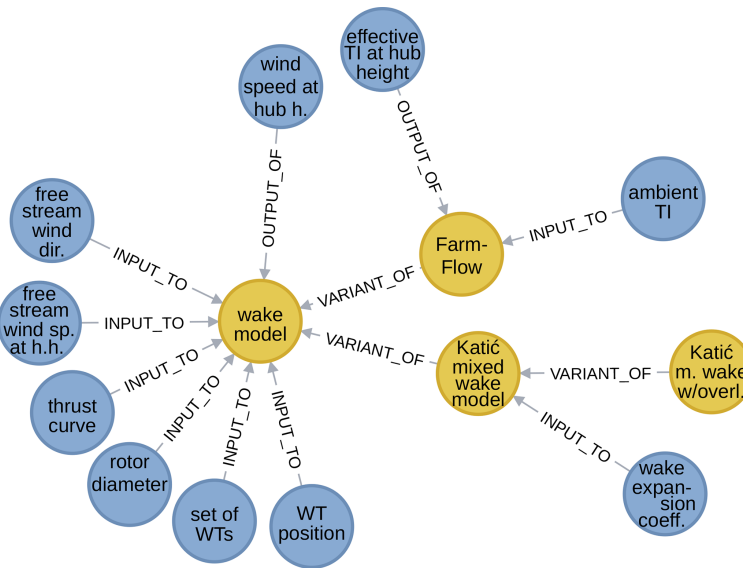 effective
TI at hub
height
wind
speed at
hub h.
OUTPUT_OF
OUTPUT_OF
free
stream
wind
dir.
ambient
TI
INPUT_TO
INPUT_TO
Farm-
Flow
VARIANT_OF
free
stream
wind sp.
at h.h.
INPUT_TO
wake
model
VARIANT_OF
Katić
mixed
wake
model
VARIANT_OF
Katić
m. wake
w/overl.
INPUT_TO
thrust
curve
INPUT_TO
INPUT_TO
INPUT_TO
INPUT_TO
rotor
diameter
wake
expan-
sion
coeff.
set of
WTs
WT
position